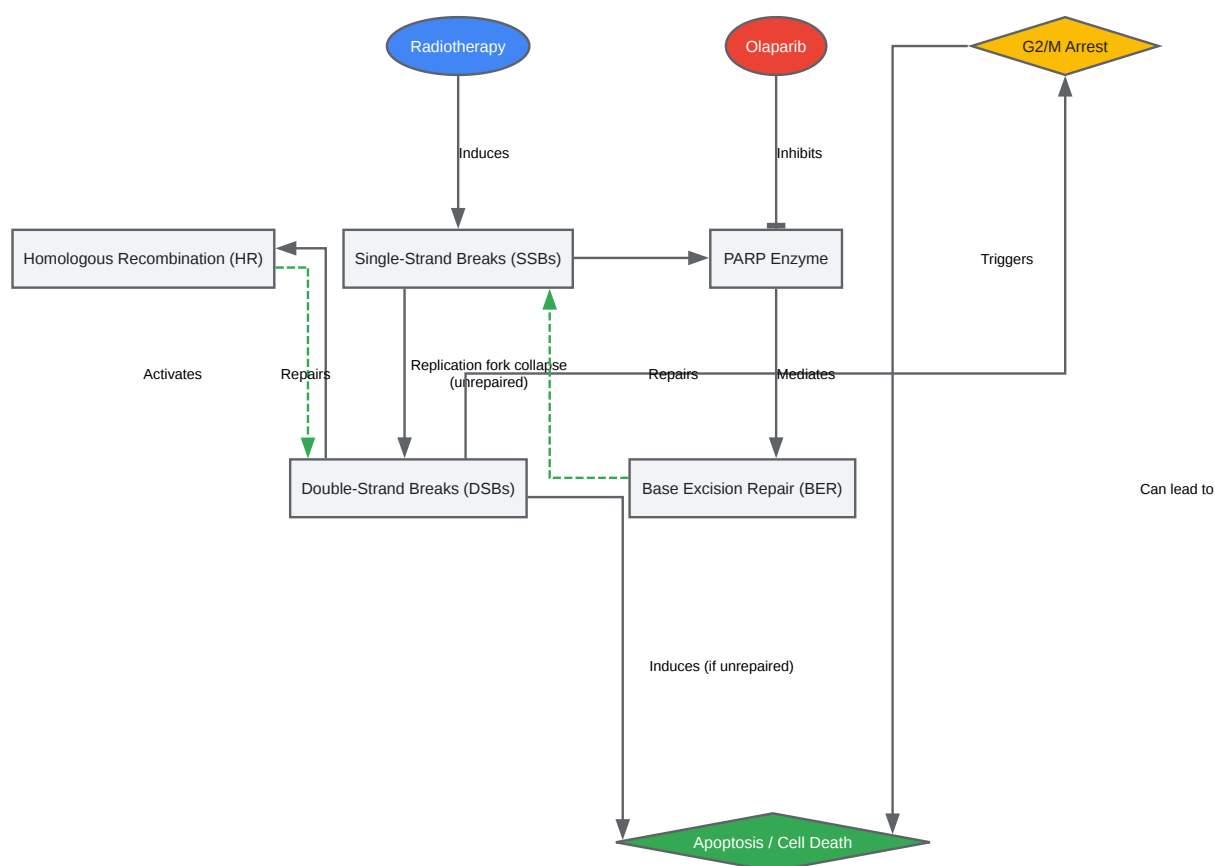 Radiotherapy
Olaparib
G2/M Arrest
Induces
Inhibits
Homologous Recombination (HR)
Single-Strand Breaks (SSBs)
PARP Enzyme
Triggers
Activates
Repairs
Replication fork collapse
(unrepaired)
Repairs
Mediates
Double-Strand Breaks (DSBs)
Base Excision Repair (BER)
Can lead to
Induces (if unrepaired)
Apoptosis / Cell Death